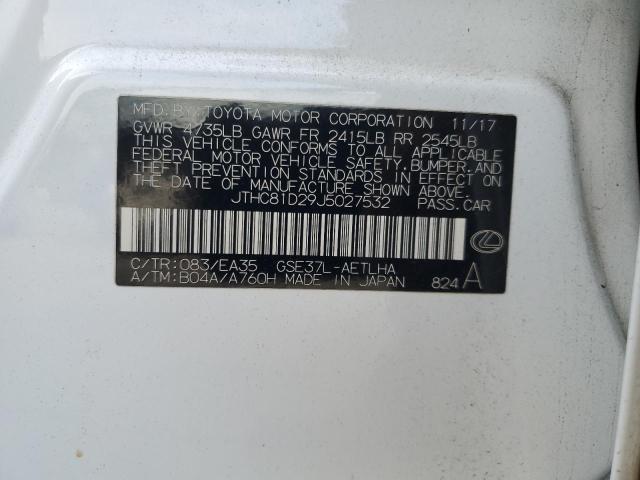 MFD. BY: TOYOTA MOTOR CORPORATION 11/17
GVWR 4735LB GAWR FR 2415LB RR 2545LB
THIS VEHICLE CONFORMS TO ALL APPLICABLE
FEDERAL MOTOR VEHICLE SAFETY, BUMPER, AND
THEFT PREVENTION STANDARDS IN EFFECT ON
THE DATE OF MANUFACTURE SHOWN ABOVE.
JTHC81D29J5027532 PASS.CAR
C/TR: 083/EA35 GSE37L-AETLHA
A/TM: B04A/A760H MADE IN JAPAN 824 A